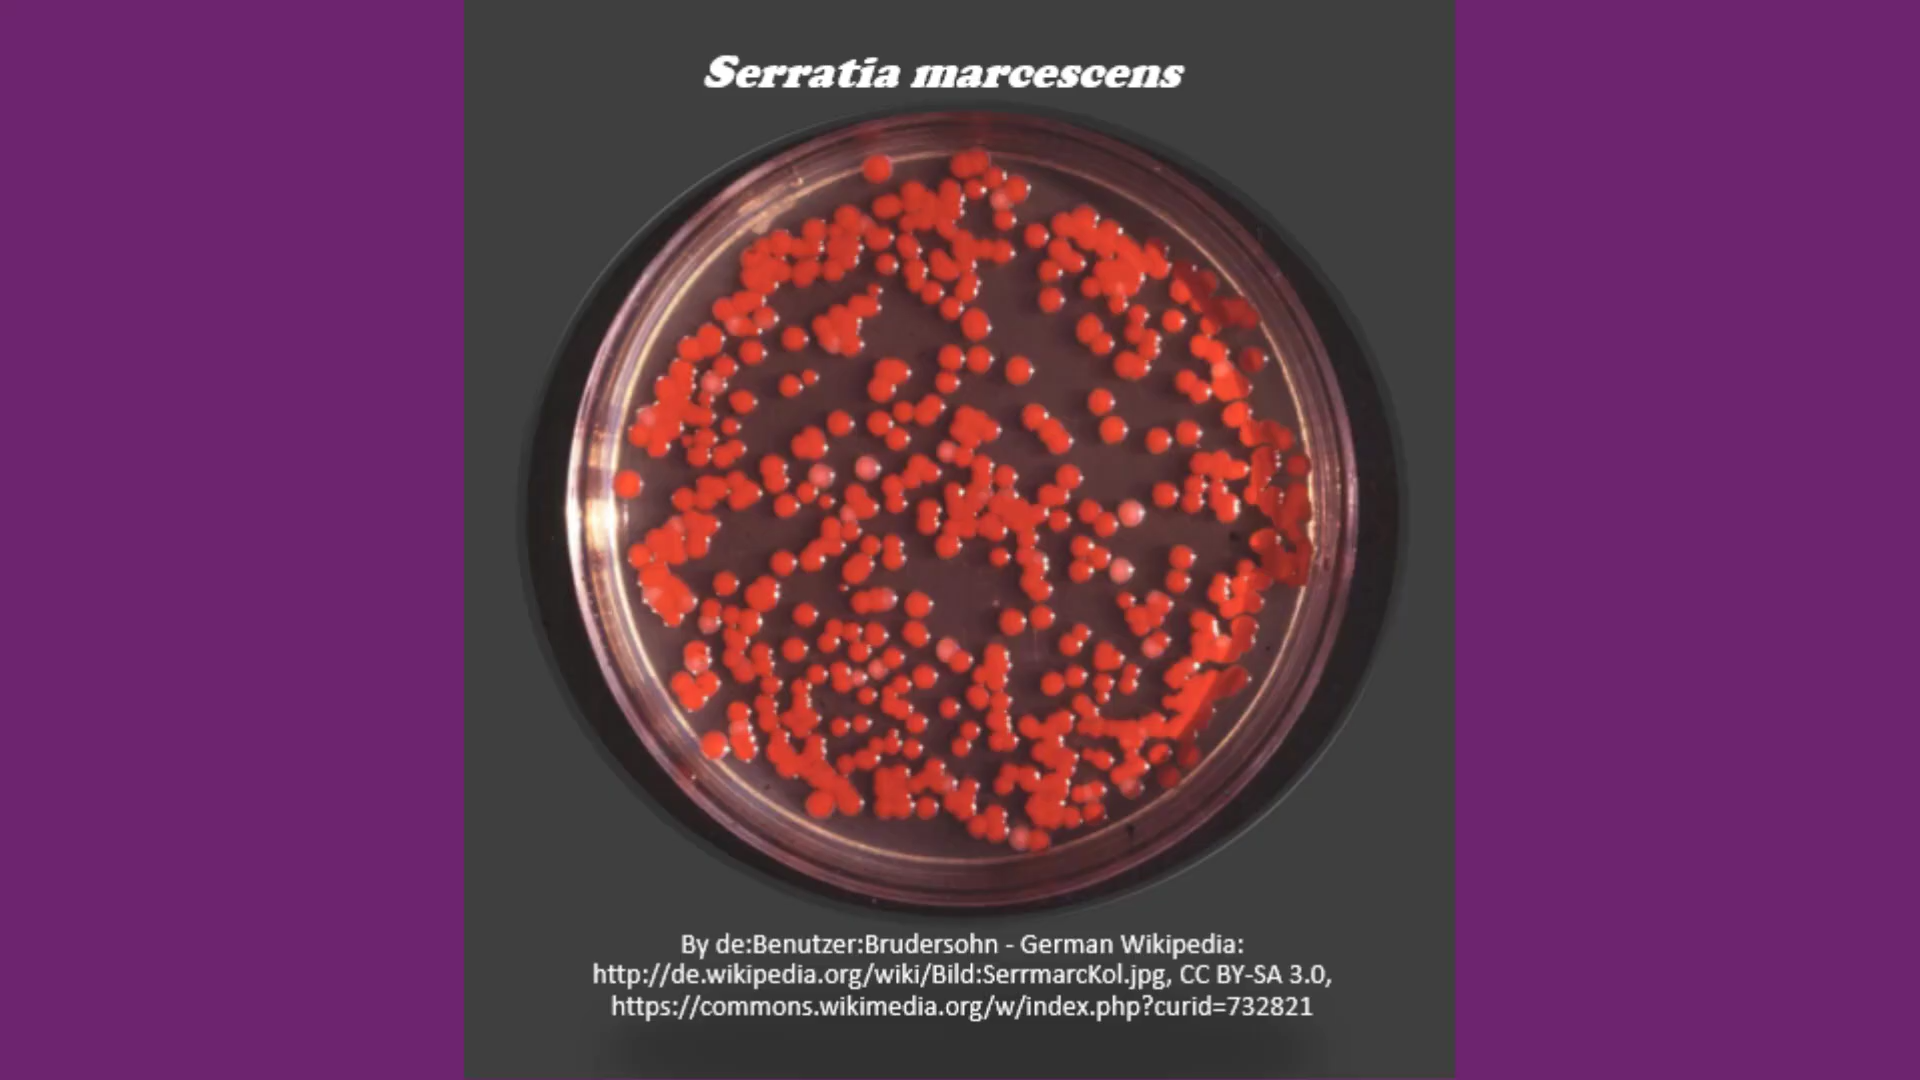 Serratia marcescens
By de:Benutzer:Brudersohn - German Wikipedia:
http://de.wikipedia.org/wiki/Bild:SerrmarcKol.jpg, CC BY-SA 3.0,
https://commons.wikimedia.org/w/index.php?curid=732821